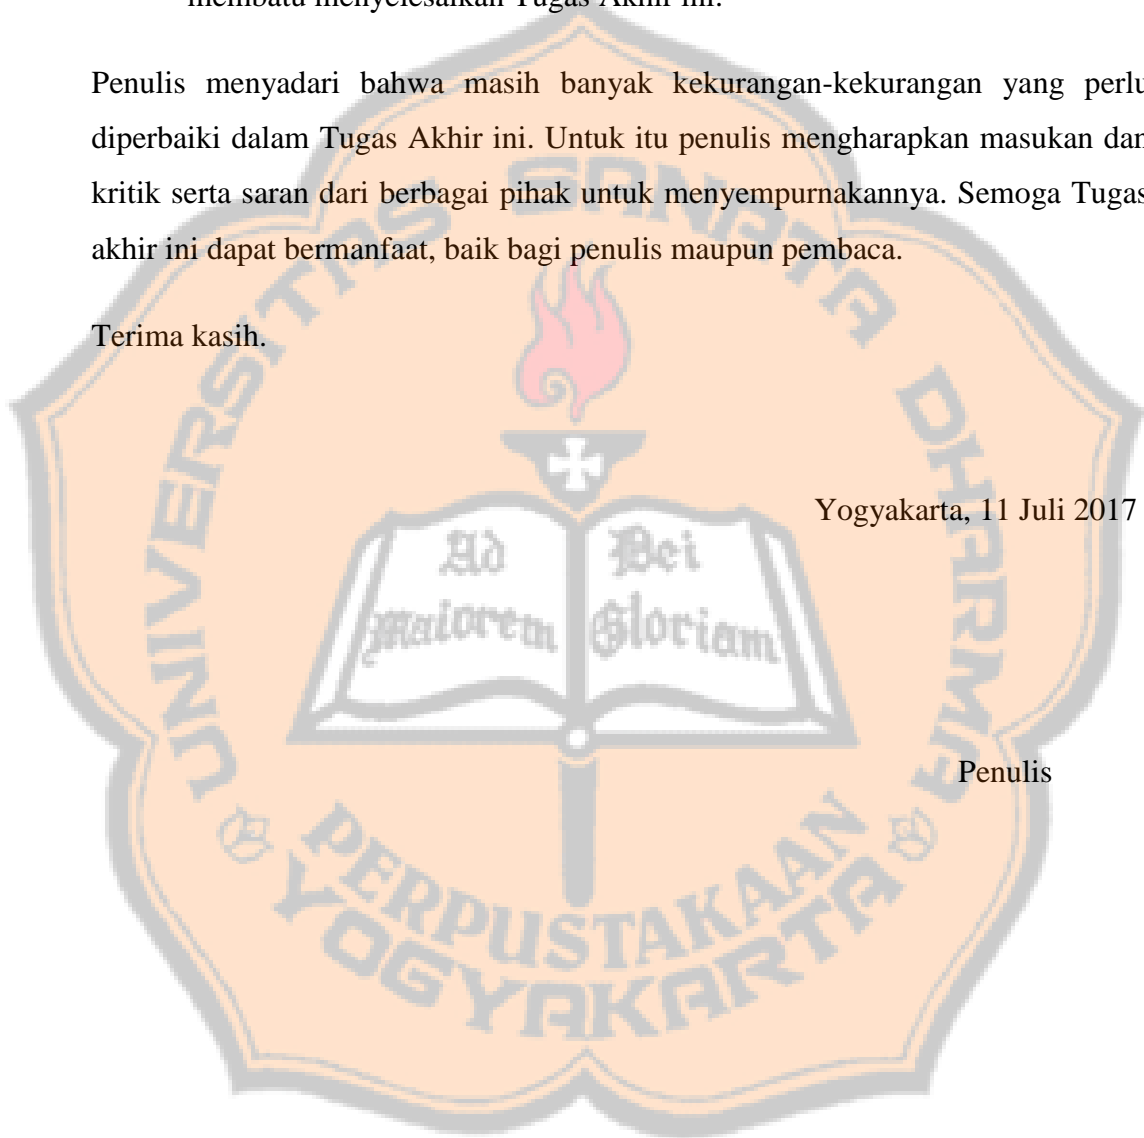 membatu menyelesaikan Tugas Akhir ini.
Penulis menyadari bahwa masih banyak kekurangan-kekurangan yang perlu
diperbaiki dalam Tugas Akhir ini. Untuk itu penulis mengharapkan masukan dan
kritik serta saran dari berbagai pihak untuk menyempurnakannya. Semoga Tugas
akhir ini dapat bermanfaat, baik bagi penulis maupun pembaca.
Terima kasih.
Yogyakarta, 11 Juli 2017
Penulis
UNIVERSITAS SANATA DHARMA
Ad Dei
Maiorem Gloriam
PERPUSTAKAAN
YOGYAKARTA